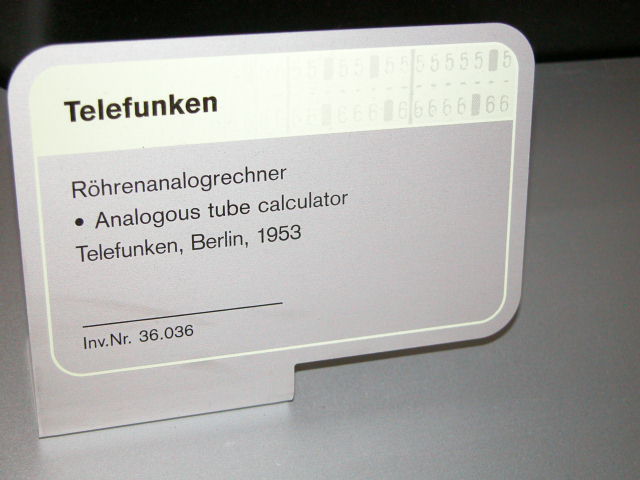 Telefunken
Röhrenanalogrechner
• Analogous tube calculator
Telefunken, Berlin, 1953
Inv.Nr. 36.036